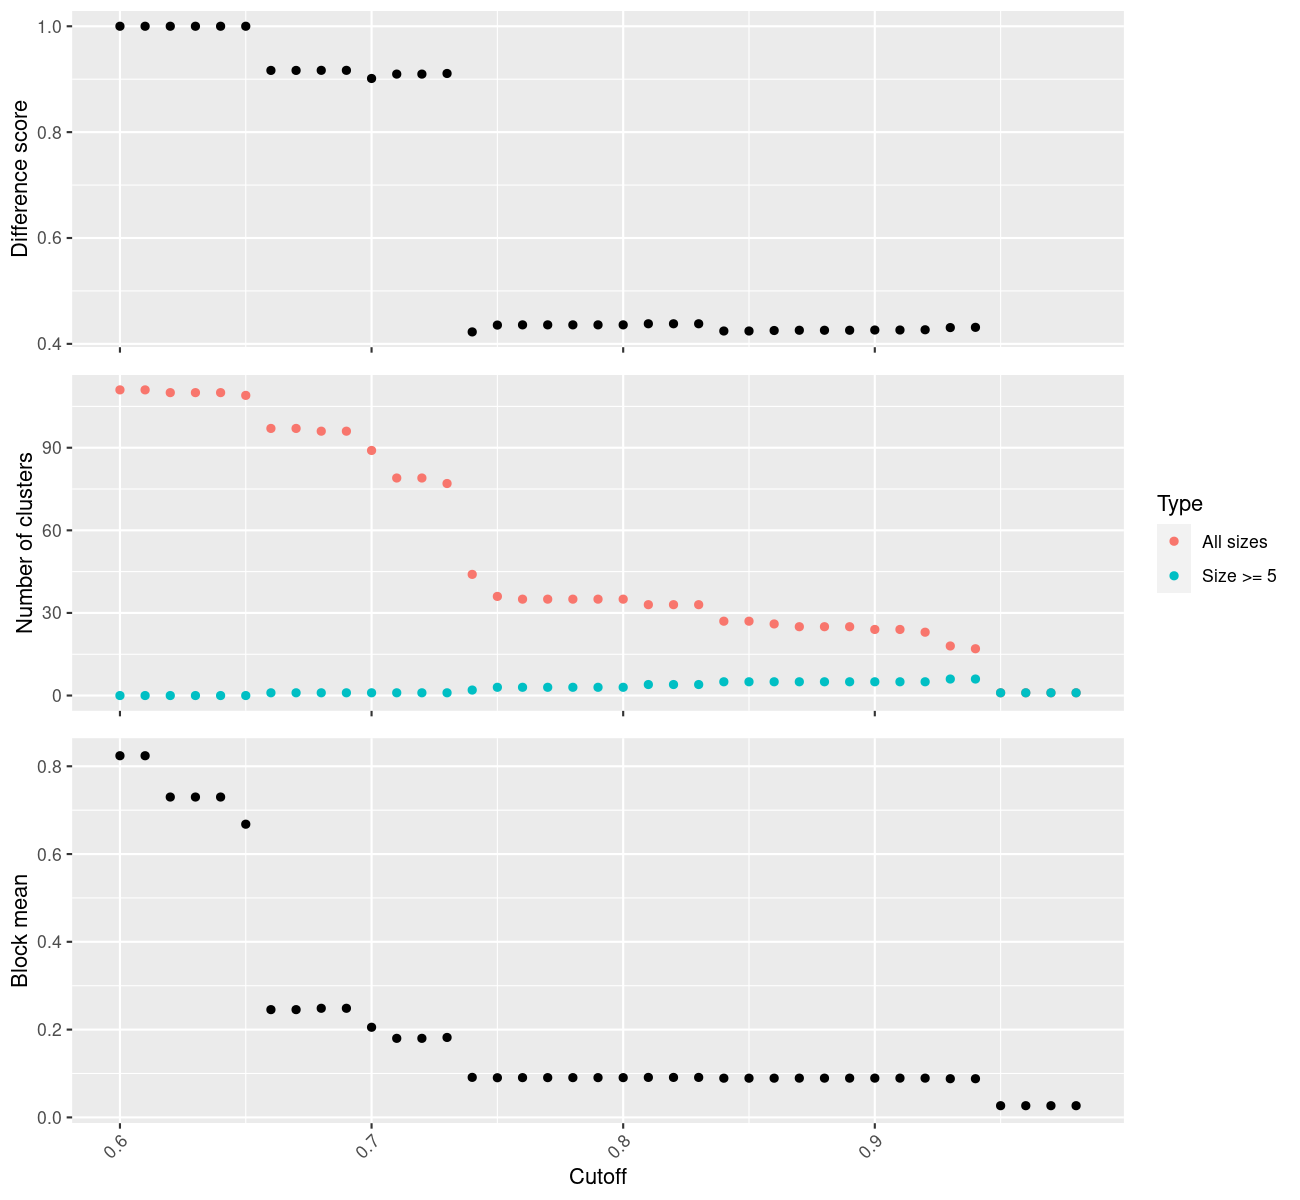 Difference score
1.0
0.8
0.6
0.4
Number of clusters
90
60
30
0
Type
All sizes
Size >= 5
Block mean
0.8
0.6
0.4
0.2
0.0
0.6
0.7
0.8
0.9
Cutoff